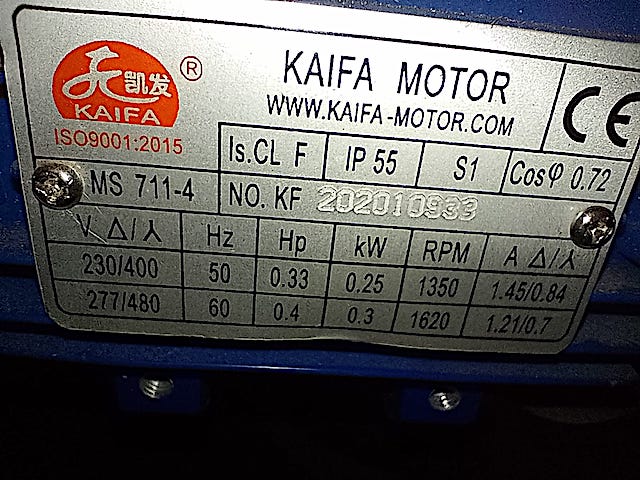 凯发
KAIFA
®
ISO9001:2015
KAIFA MOTOR
WWW.KAIFA-MOTOR.COM
CE
Is.CL F IP 55 S1 Cosφ 0.72
MS 711-4 NO. KF 202010933
V △/⅄ Hz Hp kW RPM A △/⅄
230/400 50 0.33 0.25 1350 1.45/0.84
277/480 60 0.4 0.3 1620 1.21/0.7